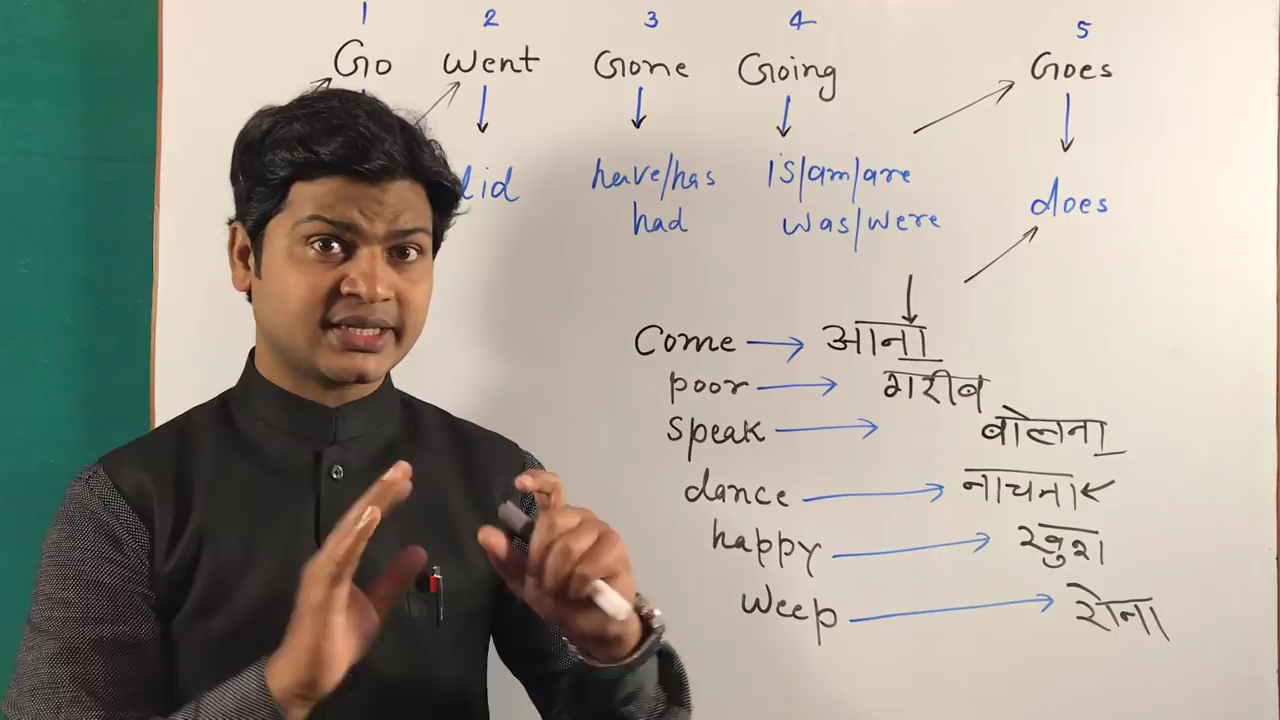 1 2 3 4 5
Go Went Gone Going Goes
did have/has is/am/are does
had was/were
Come → आना
poor → गरीब
speak → बोलना
dance → नाचना
happy → खुश
weep → रोना